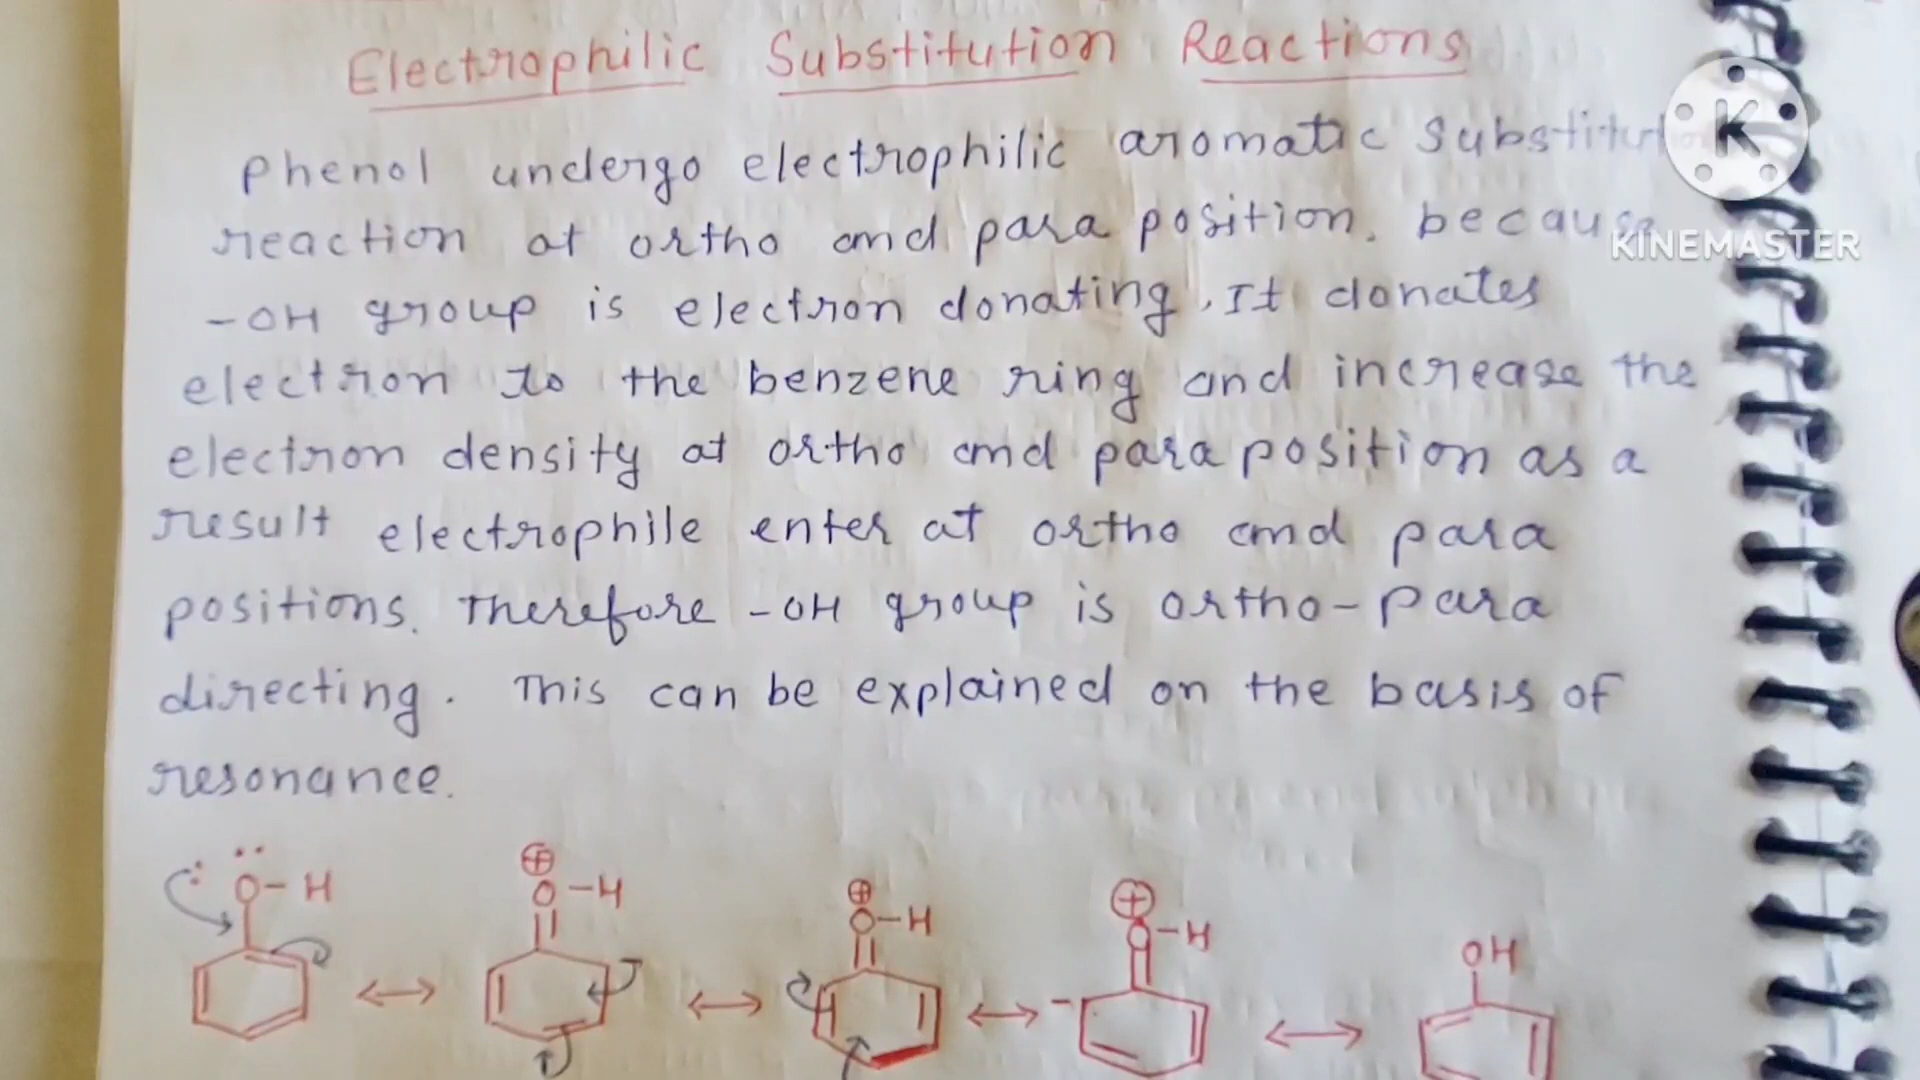 Electrophilic Substitution Reactions
Phenol undergo electrophilic aromatic
reaction at ortho and para position. because
-OH group is electron donating. It donates
electron to the benzene ring and increase the
electron density at ortho and para position as a
result electrophile enter at ortho and para
positions. Therefore -OH group is ortho-para
directing. This can be explained on the basis of
resonance.
K
KINEMASTER
O-H
⊕
O-H
⊕
O-H
⊕
O-H
-
OH